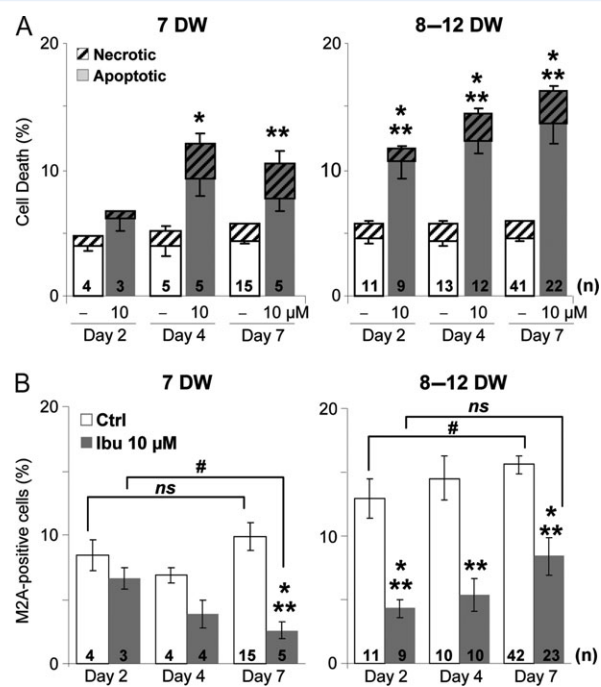 A
7 DW
8–12 DW
20
20
Necrotic
Apoptotic
Cell Death (%)
10
10
0
0
4
3
5
5
15
5
11
9
13
12
41
22
(n)
*
**
*
**
*
**
*
**
– 10 – 10 – 10 µM
– 10 – 10 – 10 µM
Day 2 Day 4 Day 7
Day 2 Day 4 Day 7
B
7 DW
8–12 DW
20
20
Ctrl
Ibu 10 µM
M2A-positive cells (%)
ns
#
#
ns
10
10
0
0
*
**
*
**
**
*
**
4
3
4
4
15
5
11
9
10
10
42
23
(n)
Day 2 Day 4 Day 7
Day 2 Day 4 Day 7